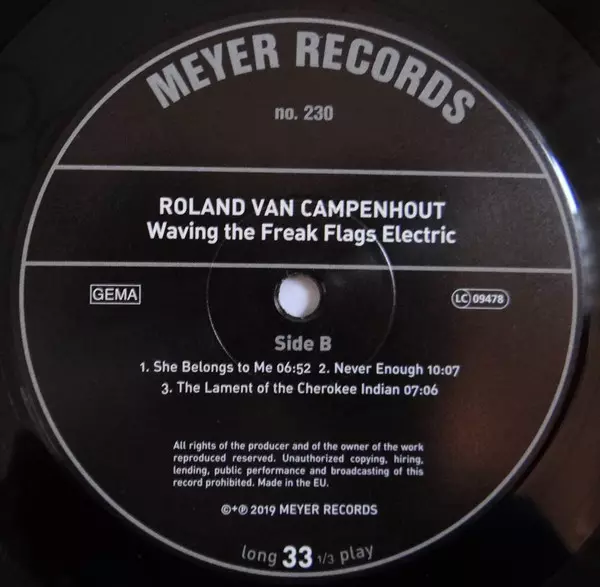 MEYER RECORDS
no. 230
ROLAND VAN CAMPENHOUT
Waving the Freak Flags Electric
GEMA
LC 09478
Side B
1. She Belongs to Me 06:52 2. Never Enough 10:07
3. The Lament of the Cherokee Indian 07:06
All rights of the producer and of the owner of the work
reproduced reserved. Unauthorized copying, hiring,
lending, public performance and broadcasting of this
record prohibited. Made in the EU.
©+℗ 2019 MEYER RECORDS
long 33 1/3 play